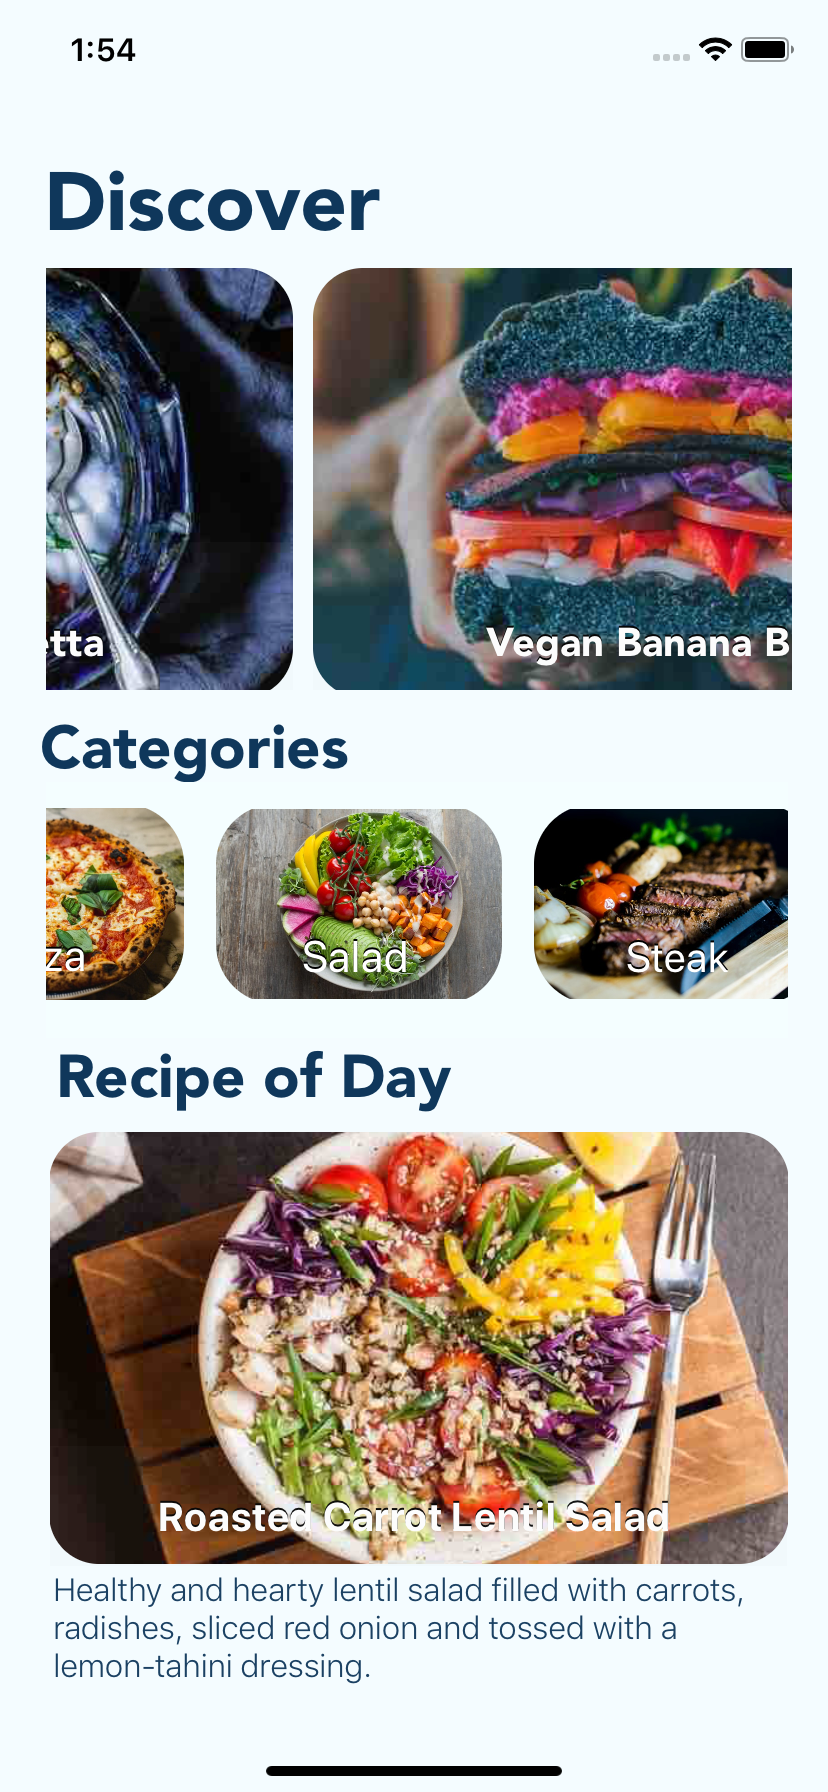 1:54
Discover
etta
Vegan Banana B
Categories
za
Salad
Steak
Recipe of Day
Roasted Carrot Lentil Salad
Healthy and hearty lentil salad filled with carrots,
radishes, sliced red onion and tossed with a
lemon-tahini dressing.